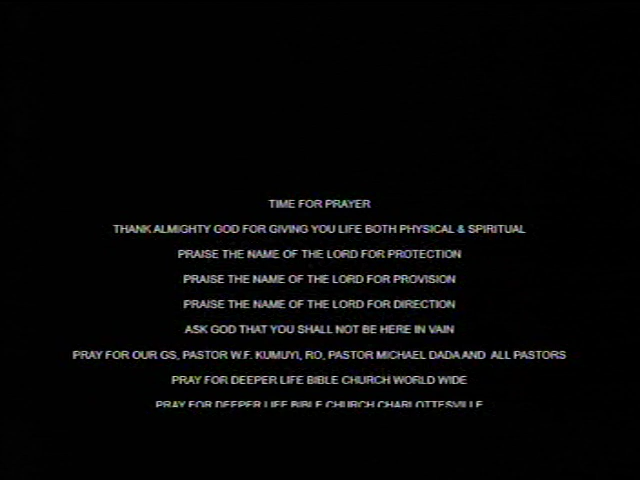 TIME FOR PRAYER
THANK ALMIGHTY GOD FOR GIVING YOU LIFE BOTH PHYSICAL & SPIRITUAL
PRAISE THE NAME OF THE LORD FOR PROTECTION
PRAISE THE NAME OF THE LORD FOR PROVISION
PRAISE THE NAME OF THE LORD FOR DIRECTION
ASK GOD THAT YOU SHALL NOT BE HERE IN VAIN
PRAY FOR OUR GS, PASTOR W.F. KUMUYI, RO, PASTOR MICHAEL DADA AND ALL PASTORS
PRAY FOR DEEPER LIFE BIBLE CHURCH WORLD WIDE
PRAY FOR DEEPER LIFE BIBLE CHURCH CHARLOTTESVILLE